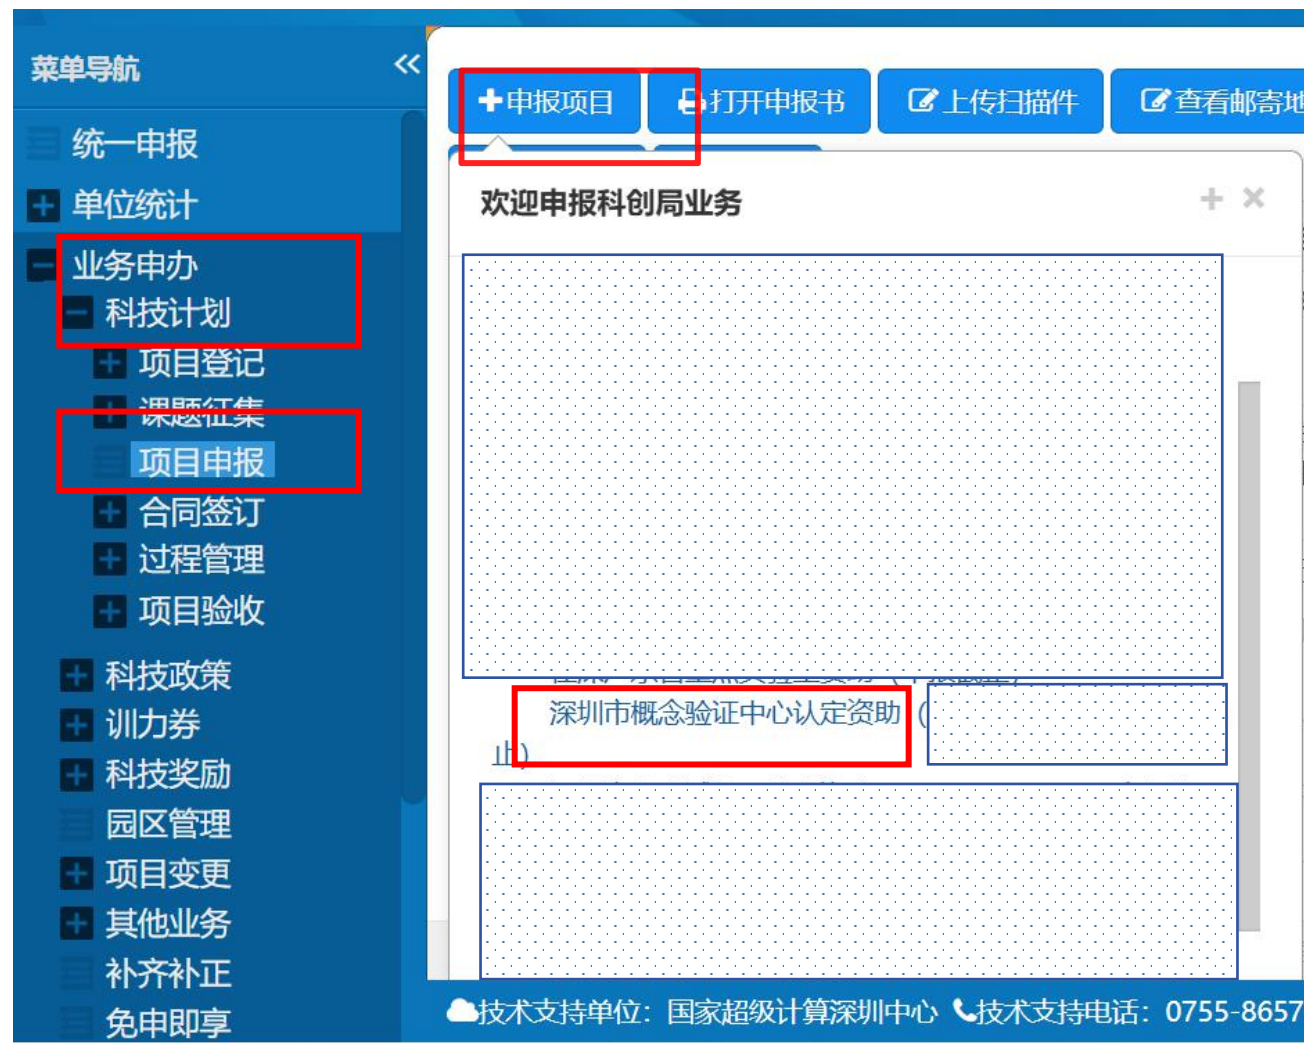 菜单导航
统一申报
单位统计
业务申办
科技计划
项目登记
课题征集
项目申报
合同签订
过程管理
项目验收
科技政策
训力券
科技奖励
园区管理
项目变更
其他业务
补齐补正
免申即享
申报项目 打开申报书 上传扫描件 查看邮寄地
欢迎申报科创局业务
深圳市概念验证中心认定资助（
止）
技术支持单位：国家超级计算深圳中心 技术支持电话：0755-8657